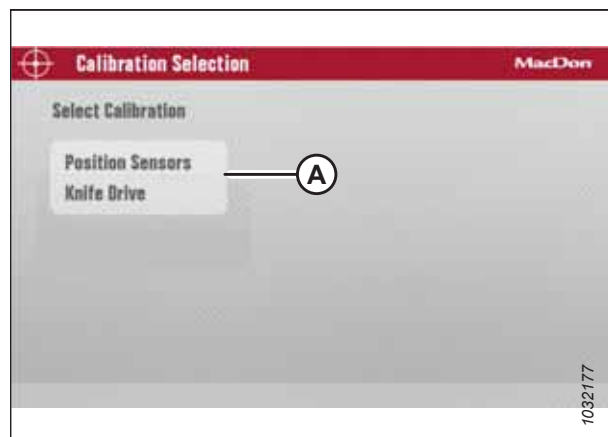 Calibration Selection MacDon
Select Calibration
Position Sensors
A
Knife Drive
1032177